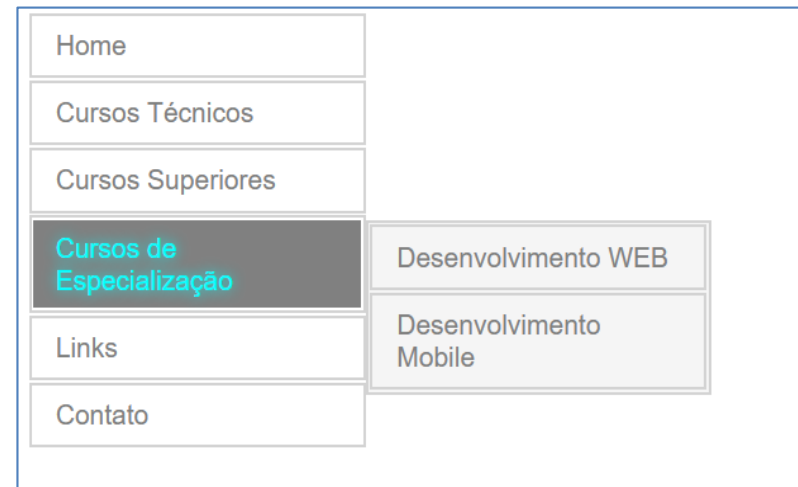 Home
Cursos Técnicos
Cursos Superiores
Cursos de
Especialização
Desenvolvimento WEB
Desenvolvimento
Mobile
Links
Contato